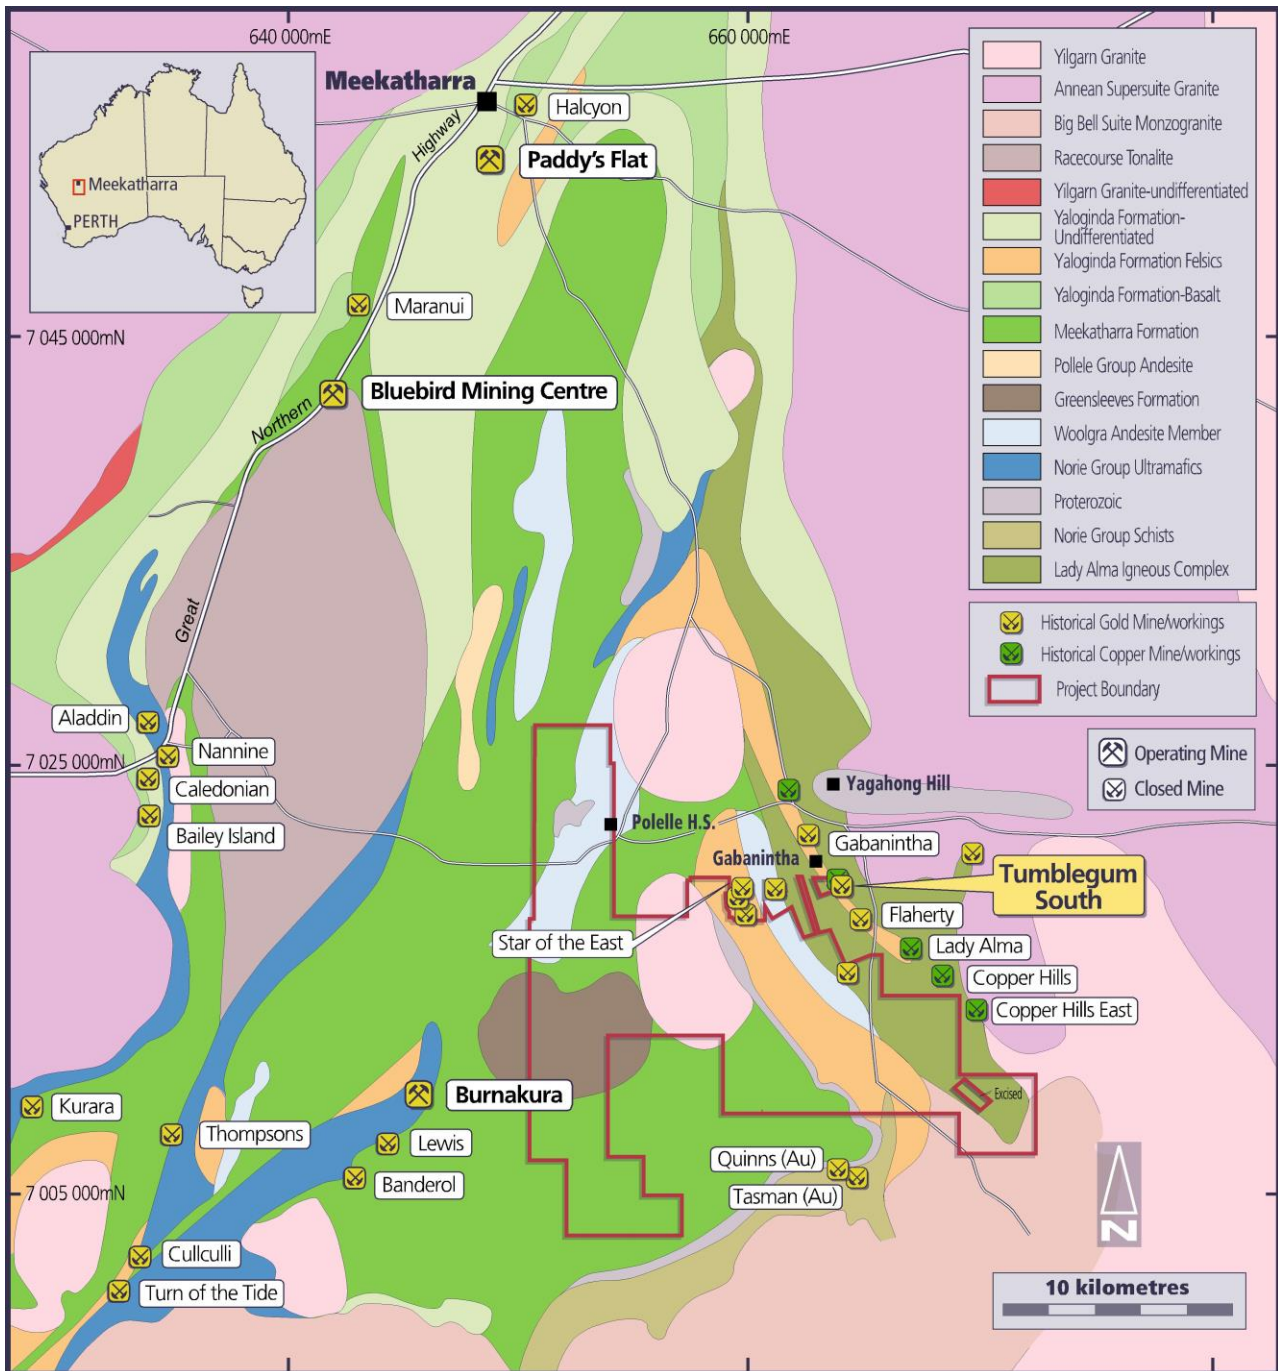 640 000mE
660 000mE
Meekatharra
PERTH
Meekatharra
Halcyon
Highway
Paddy's Flat
Maranui
7 045 000mN
Bluebird Mining Centre
Northern
Great
Yilgarn Granite
Annean Supersuite Granite
Big Bell Suite Monzogranite
Racecourse Tonalite
Yilgarn Granite-undifferentiated
Yaloginda Formation-
Undifferentiated
Yaloginda Formation Felsics
Yaloginda Formation-Basalt
Meekatharra Formation
Pollele Group Andesite
Greensleeves Formation
Woolgra Andesite Member
Norie Group Ultramafics
Proterozoic
Norie Group Schists
Lady Alma Igneous Complex
Historical Gold Mine/workings
Historical Copper Mine/workings
Project Boundary
Operating Mine
Closed Mine
Aladdin
Nannine
7 025 000mN
Caledonian
Bailey Island
Yagahong Hill
Polelle H.S.
Gabanintha
Gabanintha
Tumblegum
South
Star of the East
Flaherty
Lady Alma
Copper Hills
Copper Hills East
Excised
Burnakura
Kurara
Thompsons
Lewis
Banderol
Quinns (Au)
Tasman (Au)
7 005 000mN
Cullculli
Turn of the Tide
N
10 kilometres